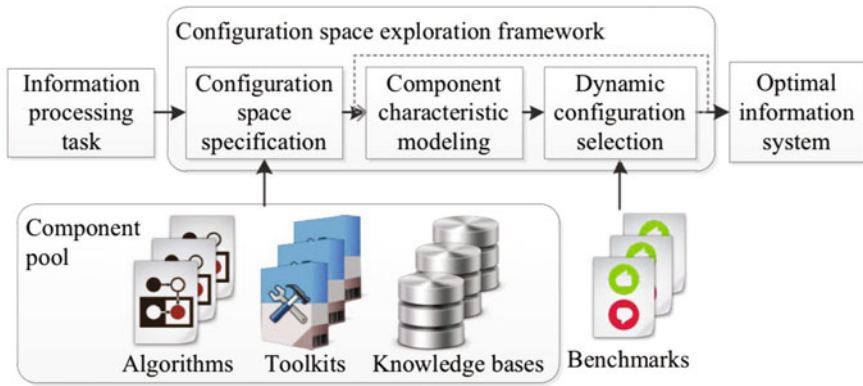 Configuration space exploration framework
Information
processing
task
Configuration
space
specification
Component
characteristic
modeling
Dynamic
configuration
selection
Optimal
information
system
Component
pool
Algorithms
Toolkits
Knowledge bases
Benchmarks